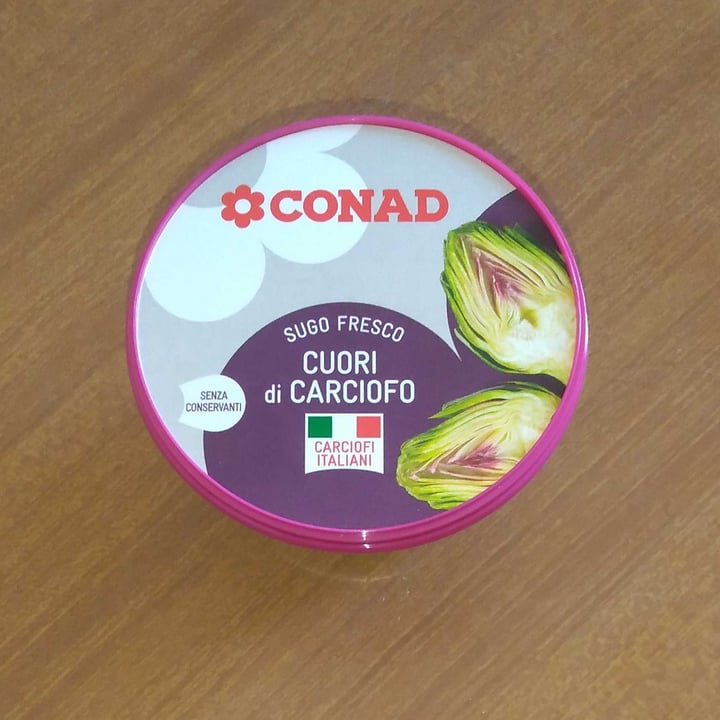 CONAD
SUGO FRESCO
CUORI
di CARCIOFO
SENZA
CONSERVANTI
CARCIOFI
ITALIANI